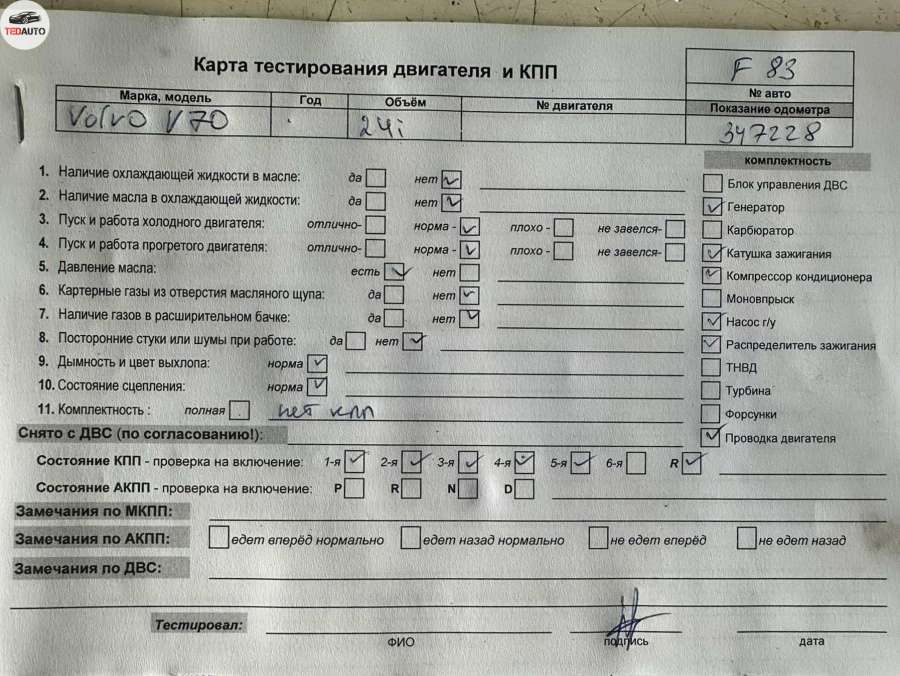 TEDAUTO
Карта тестирования двигателя и КПП
F 83
№ авто
Марка, модель Год Объём № двигателя Показание одометра
Volvo V70 2,4i 347228
комплектность
1. Наличие охлаждающей жидкости в масле: да нет
2. Наличие масла в охлаждающей жидкости: да нет
3. Пуск и работа холодного двигателя: отлично- норма - плохо - не завелся-
4. Пуск и работа прогретого двигателя: отлично- норма - плохо - не завелся-
5. Давление масла: есть нет
6. Картерные газы из отверстия масляного щупа: да нет
7. Наличие газов в расширительном бачке: да нет
8. Посторонние стуки или шумы при работе: да нет
9. Дымность и цвет выхлопа: норма
10. Состояние сцепления: норма
11. Комплектность : полная нет кпп
Блок управления ДВС
Генератор
Карбюратор
Катушка зажигания
Компрессор кондиционера
Моновпрыск
Насос г/у
Распределитель зажигания
ТНВД
Турбина
Форсунки
Проводка двигателя
Снято с ДВС (по согласованию!):
Состояние КПП - проверка на включение: 1-я 2-я 3-я 4-я 5-я 6-я R
Состояние АКПП - проверка на включение: P R N D
Замечания по МКПП:
Замечания по АКПП: едет вперёд нормально едет назад нормально не едет вперёд не едет назад
Замечания по ДВС:
Тестировал:
ФИО подпись дата